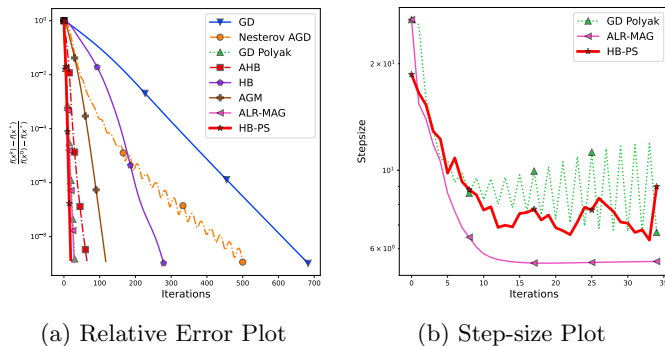 GD
Nesterov AGD
GD Polyak
AHB
HB
AGM
ALR-MAG
HB-PS
10⁰
10⁻²
10⁻⁴
10⁻⁶
10⁻⁸
f(xᵏ) − f(x*)
f(x⁰) − f(x*)
0 100 200 300 400 500 600 700
Iterations
(a) Relative Error Plot
GD Polyak
ALR-MAG
HB-PS
2 × 10¹
10¹
6 × 10⁰
Stepsize
0 5 10 15 20 25 30 35
Iterations
(b) Step-size Plot